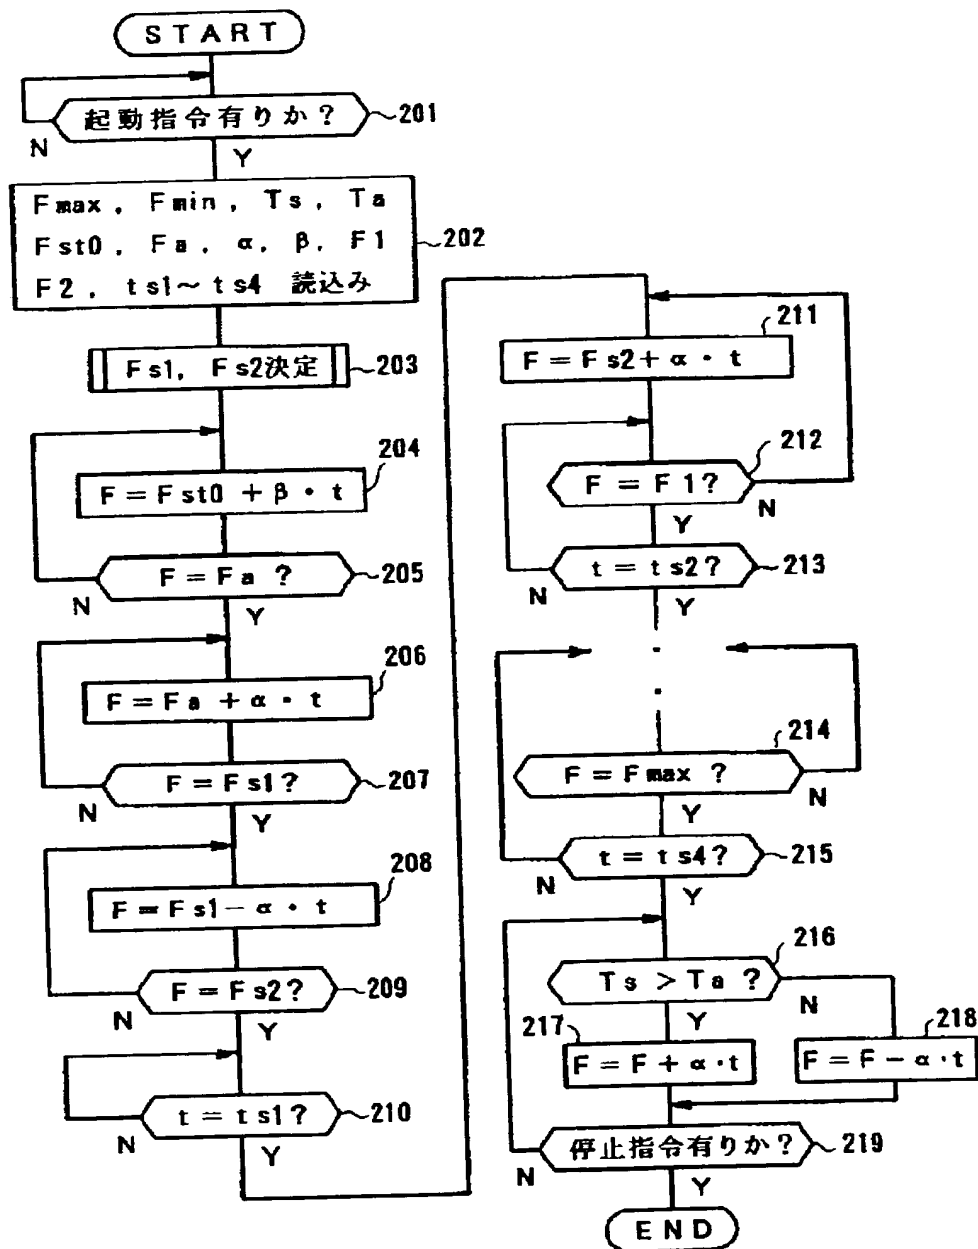 START
起動指令有りか？
201
N
Y
Fmax, Fmin, Ts, Ta
Fst0, Fa, α, β, F1
F2, ts1～ts4 読込み
202
Fs1, Fs2決定
203
204
F=Fst0+β・t
F=Fa?
205
N
Y
206
F=Fa+α・t
F=Fs1?
207
N
Y
208
F=Fs1-α・t
F=Fs2?
209
N
Y
t=ts1?
210
N
Y
211
F=Fs2+α・t
212
F=F1?
N
Y
t=ts2?
213
N
Y
214
F=Fmax?
N
Y
t=ts4?
215
N
Y
216
Ts>Ta?
N
Y
217
F=F+α・t
218
F=F-α・t
停止指令有りか？
219
N
Y
END